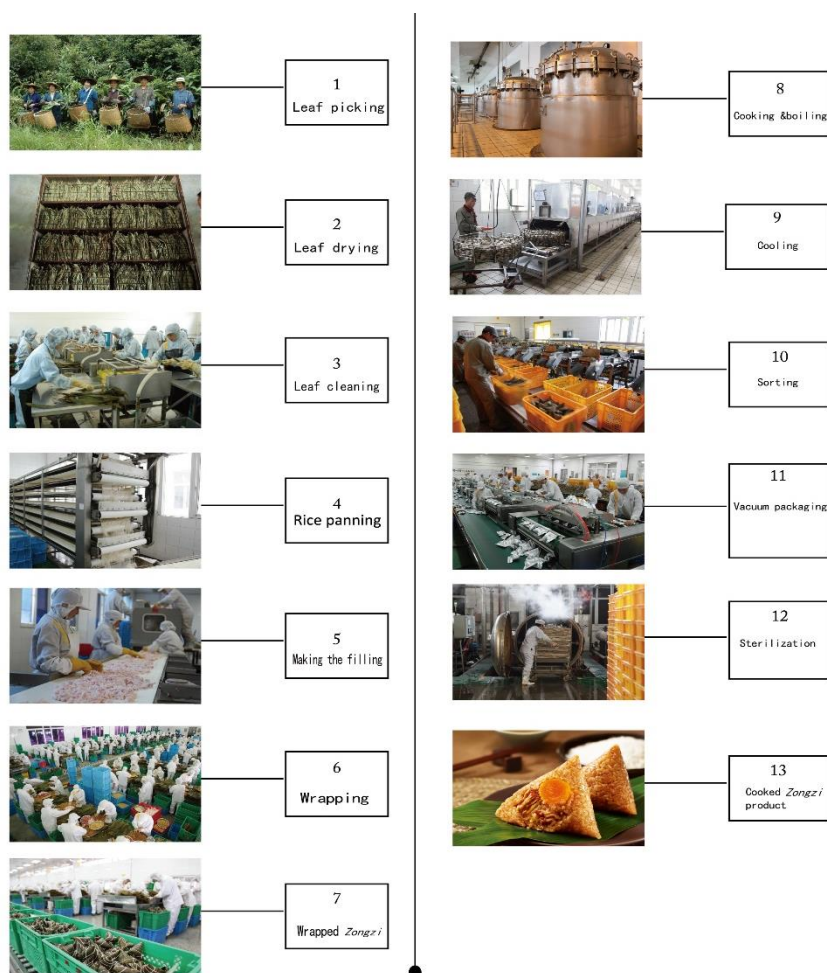 1
Leaf picking
2
Leaf drying
3
Leaf cleaning
4
Rice panning
5
Making the filling
6
Wrapping
7
Wrapped Zongzi
8
Cooking &boiling
9
Cooling
10
Sorting
11
Vacuum packaging
12
Sterilization
13
Cooked Zongzi
product